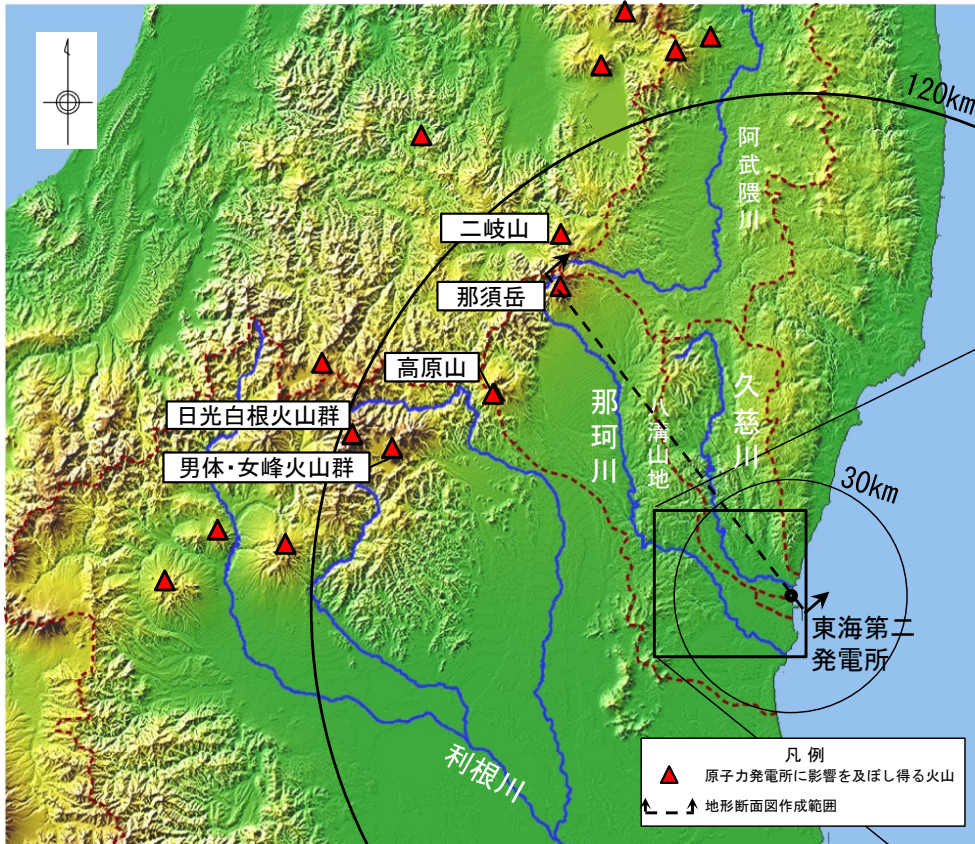 120km
阿武隈川
二岐山
那須岳
高原山
日光白根火山群
男体・女峰火山群
那珂川
八溝山地
久慈川
30km
東海第二
発電所
利根川
凡例
原子力発電所に影響を及ぼし得る火山
地形断面図作成範囲